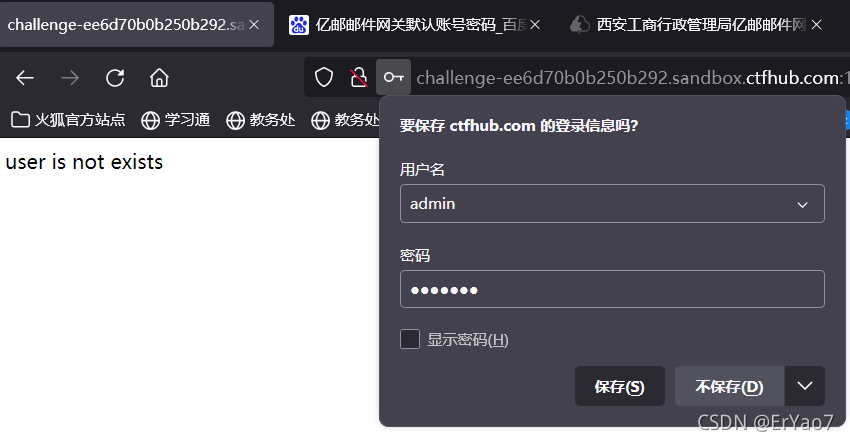 challenge-ee6d70b0b250b292.sa
亿邮邮件网关默认账号密码_百度
西安工商行政管理局亿邮邮件网
challenge-ee6d70b0b250b292.sandbox.ctfhub.com:1
火狐官方站点
学习通
教务处
教务处
user is not exists
要保存 ctfhub.com 的登录信息吗?
用户名
admin
密码
显示密码(H)
保存(S)
不保存(D)
CSDN @ErYao7